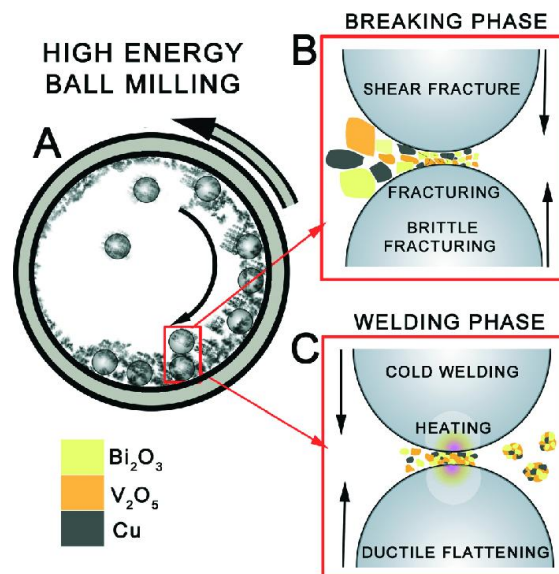 HIGH ENERGY
BALL MILLING
A
Bi₂O₃
V₂O₅
Cu
BREAKING PHASE
B
SHEAR FRACTURE
FRACTURING
BRITTLE
FRACTURING
WELDING PHASE
C
COLD WELDING
HEATING
DUCTILE FLATTENING